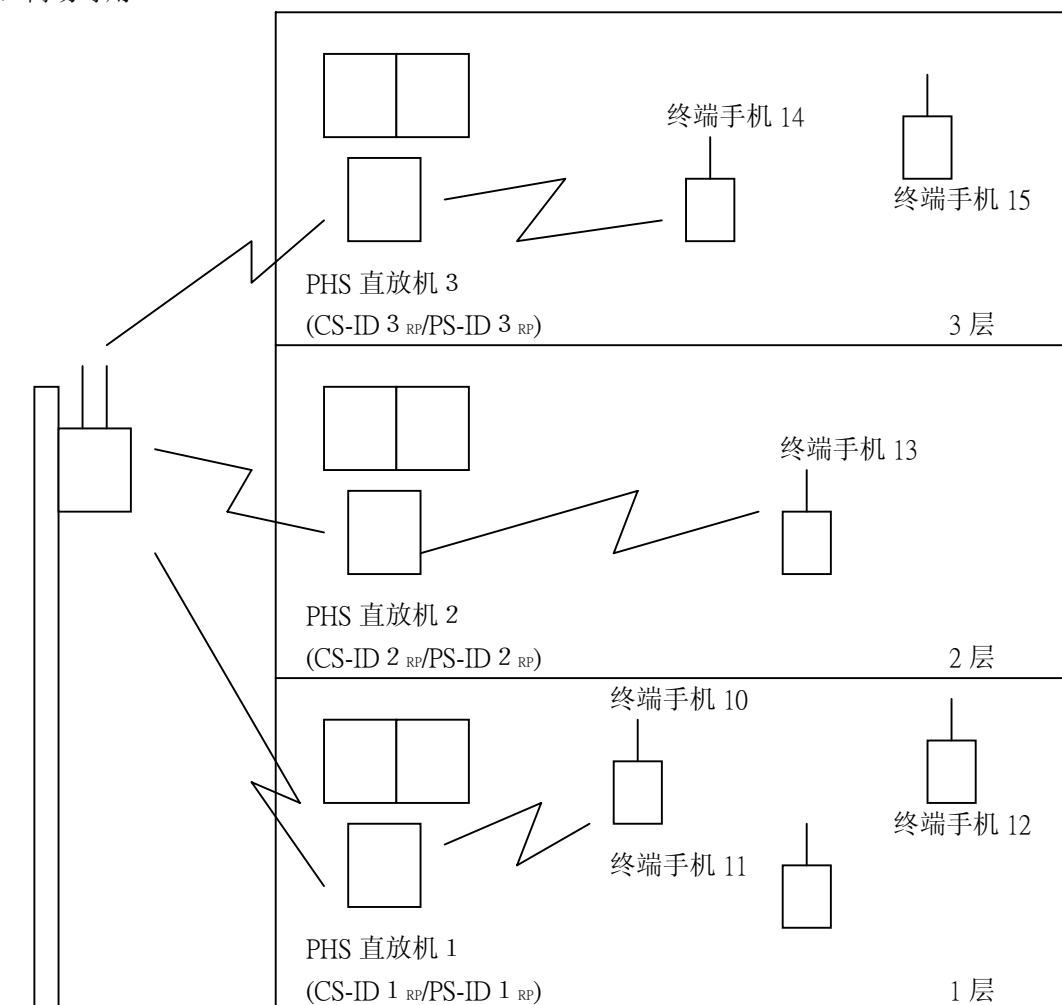 终端手机 14
终端手机 15
PHS 直放机 3
(CS-ID 3 RP/PS-ID 3 RP)
3 层
终端手机 13
PHS 直放机 2
(CS-ID 2 RP/PS-ID 2 RP)
2 层
终端手机 10
终端手机 12
终端手机 11
PHS 直放机 1
(CS-ID 1 RP/PS-ID 1 RP)
1 层